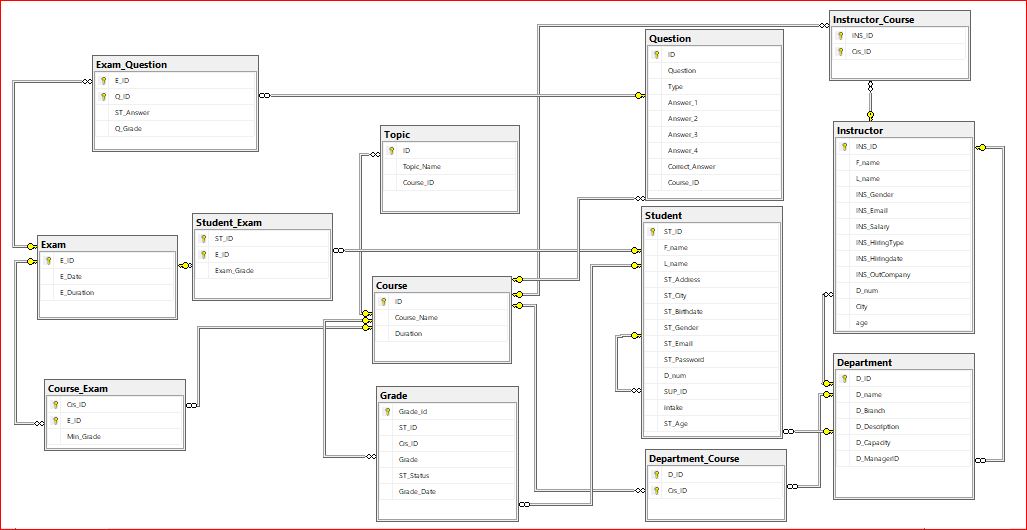 Instructor_Course
INS_ID
Crs_ID
Question
ID
Question
Type
Answer_1
Answer_2
Answer_3
Answer_4
Correct_Answer
Course_ID
Exam_Question
E_ID
Q_ID
ST_Answer
Q_Grade
Topic
ID
Topic_Name
Course_ID
Instructor
INS_ID
F_name
L_name
INS_Gender
INS_Email
INS_Salary
INS_HiringType
INS_Hiringdate
INS_OutCompany
D_num
City
age
Student_Exam
ST_ID
E_ID
Exam_Grade
Student
ST_ID
F_name
L_name
ST_Address
ST_City
ST_Birthdate
ST_Gender
ST_Email
ST_Password
D_num
SUP_ID
Intake
ST_Age
Exam
E_ID
E_Date
E_Duration
Course
ID
Course_Name
Duration
Department
D_ID
D_name
D_Branch
D_Description
D_Capacity
D_ManagerID
Course_Exam
Crs_ID
E_ID
Min_Grade
Grade
Grade_id
ST_ID
Crs_ID
Grade
ST_Status
Grade_Date
Department_Course
D_ID
Crs_ID